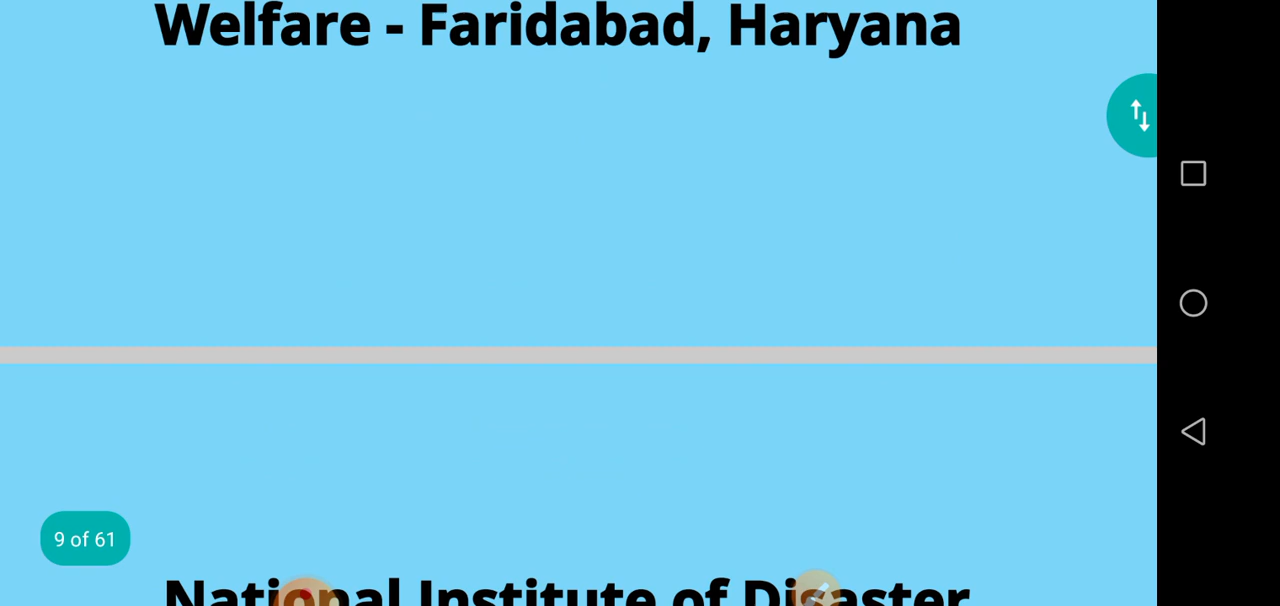 Welfare - Faridabad, Haryana
9 of 61
National Institute of Disaster